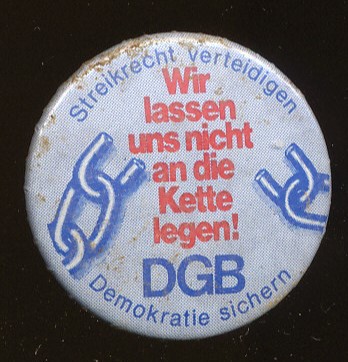 Streikrecht verteidigen
Wir
lassen
uns nicht
an die
Kette
legen!
DGB
Demokratie sichern